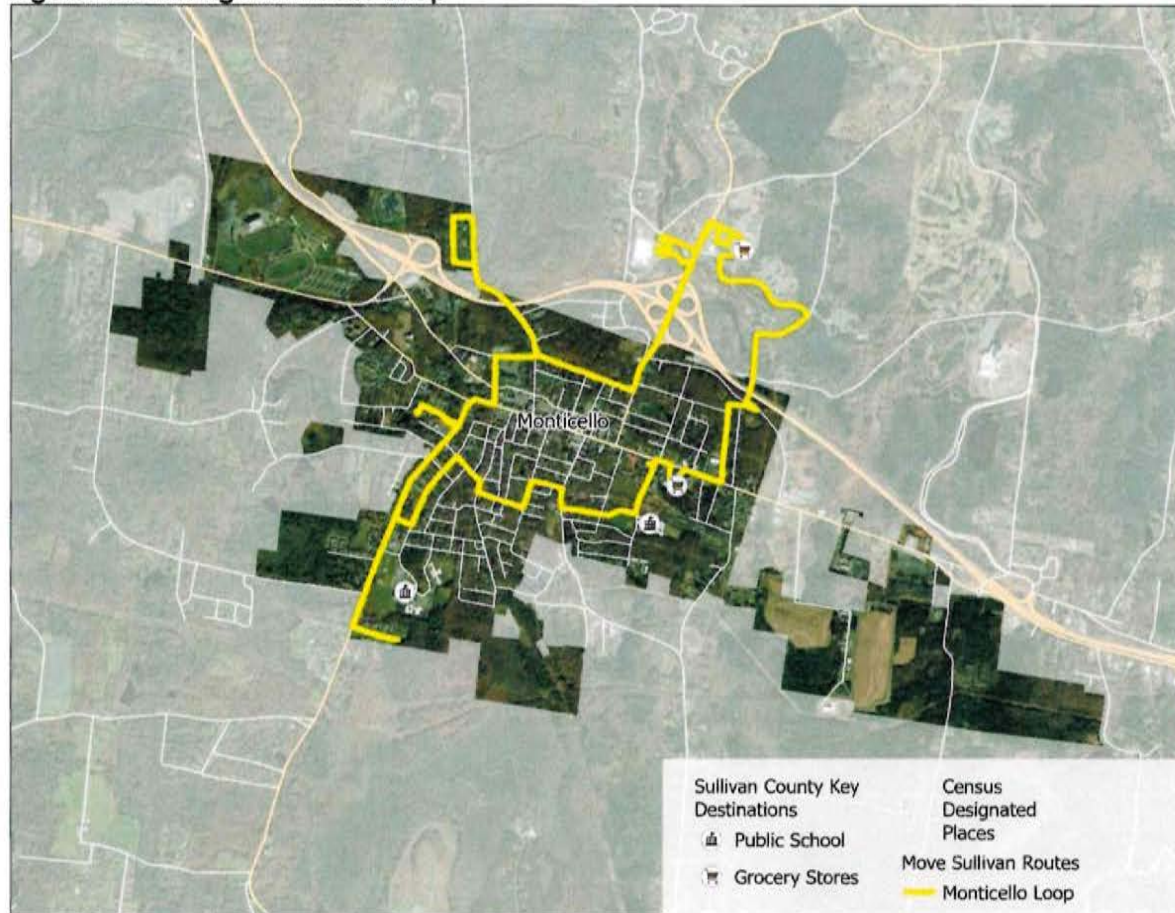 Monticello
Sullivan County Key
Destinations
Public School
Grocery Stores
Census
Designated
Places
Move Sullivan Routes
Monticello Loop